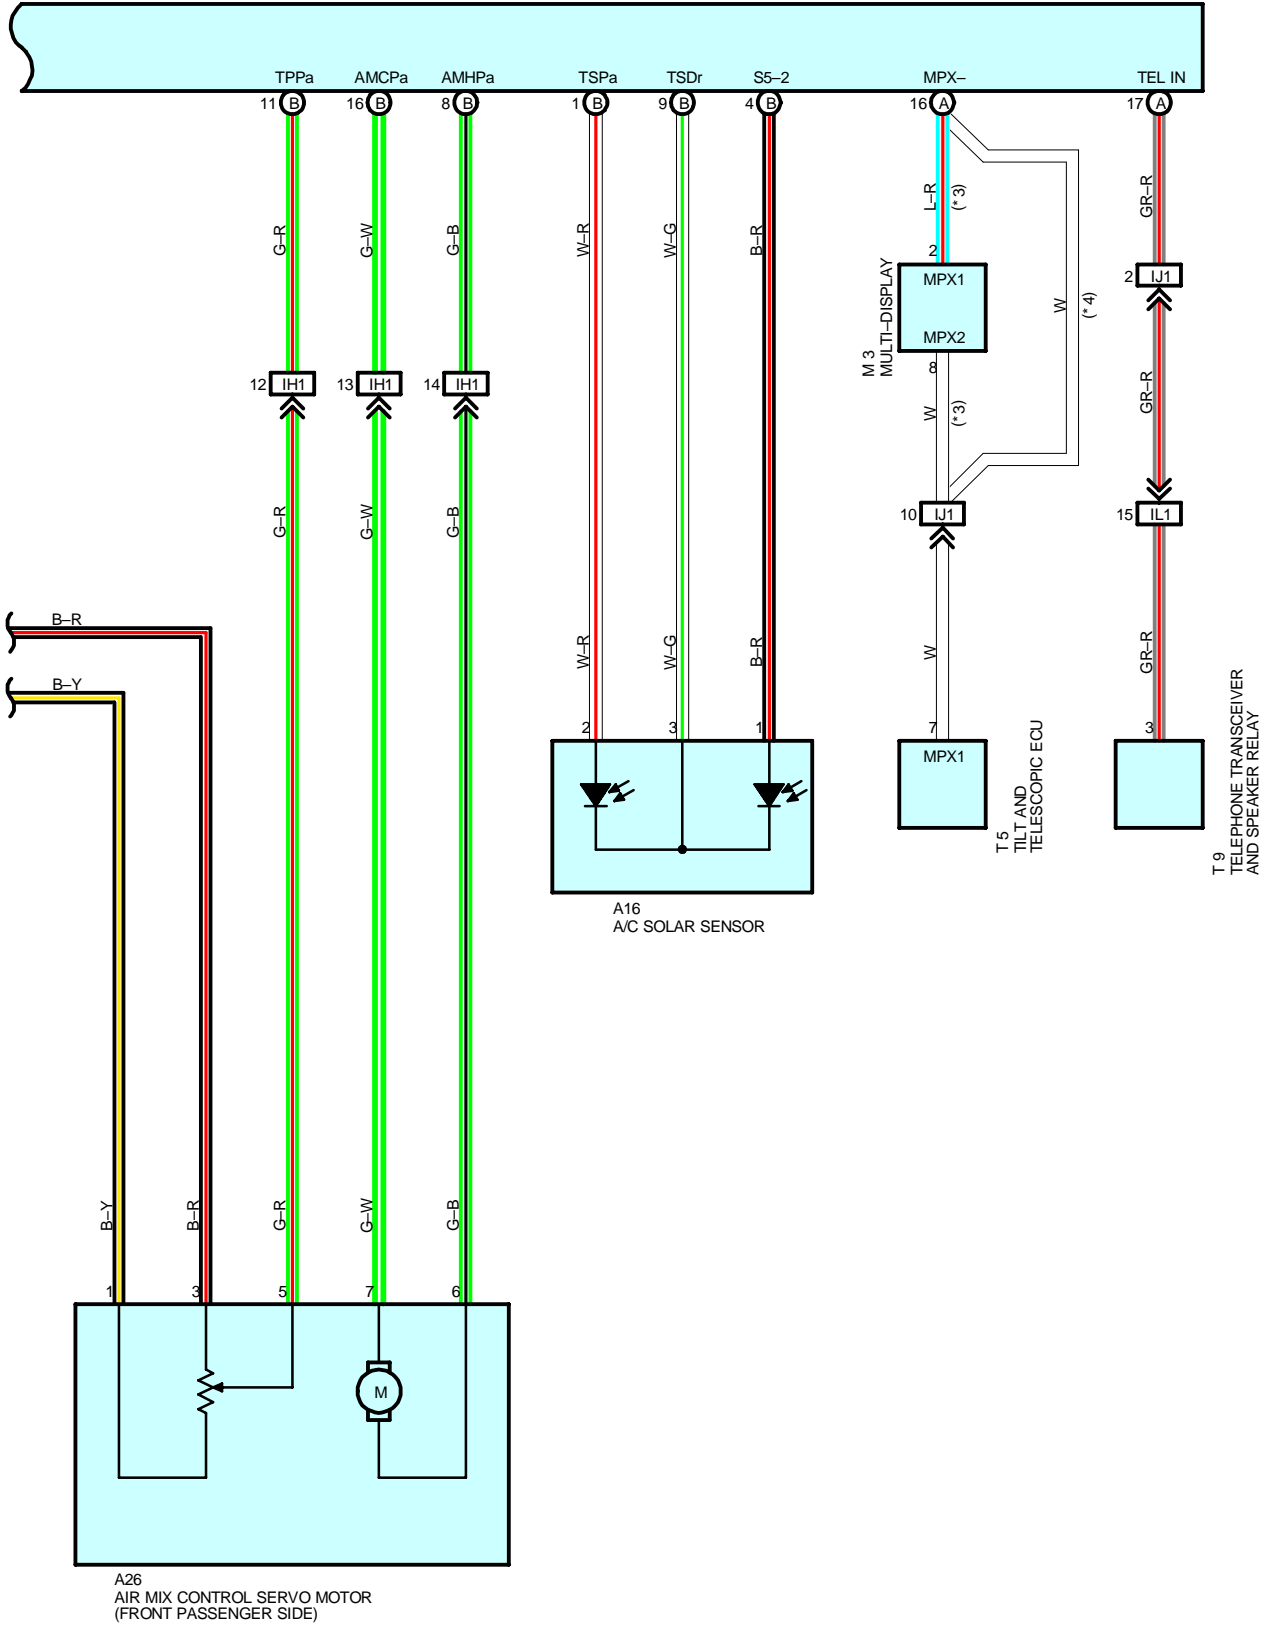 TPPa AMCPa AMHPa TSPa TSDr S5–2 MPX– TEL IN
11 B 16 B 8 B 1 B 9 B 4 B 16 A 17 A
G–R G–W G–B W–R W–G B–R L–R (*3) GR–R
2
MPX1
MPX2
8
M 3
MULTI–DISPLAY
W (*4)
2 IJ1
12 IH1 13 IH1 14 IH1
W (*3) GR–R
G–R G–W G–B
10 IJ1 15 IL1
B–R
B–Y
W–R W–G B–R W GR–R
2 3 1 7 3
MPX1
A16
A/C SOLAR SENSOR
T 5
TILT AND
TELESCOPIC ECU
T 9
TELEPHONE TRANSCEIVER
AND SPEAKER RELAY
B–Y B–R G–R G–W G–B
1 3 5 7 6
M
A26
AIR MIX CONTROL SERVO MOTOR
(FRONT PASSENGER SIDE)